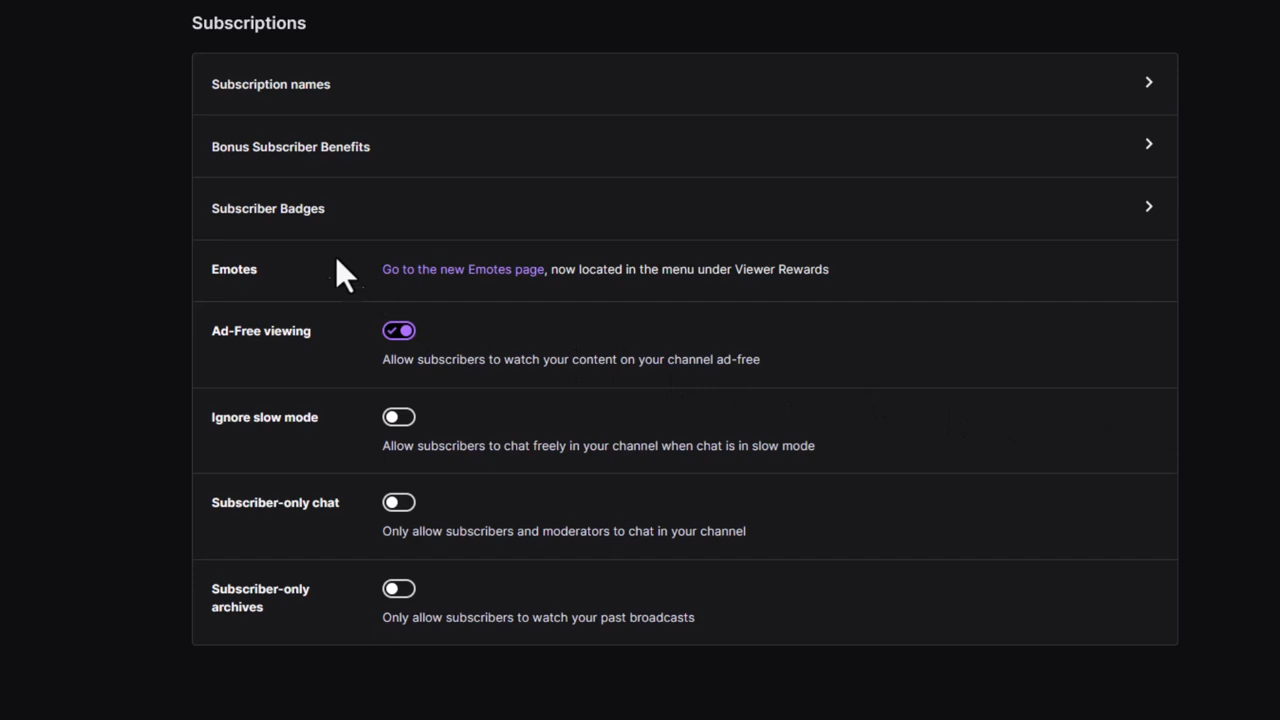 Subscriptions
Subscription names
Bonus Subscriber Benefits
Subscriber Badges
Emotes
Go to the new Emotes page, now located in the menu under Viewer Rewards
Ad-Free viewing
Allow subscribers to watch your content on your channel ad-free
Ignore slow mode
Allow subscribers to chat freely in your channel when chat is in slow mode
Subscriber-only chat
Only allow subscribers and moderators to chat in your channel
Subscriber-only
archives
Only allow subscribers to watch your past broadcasts